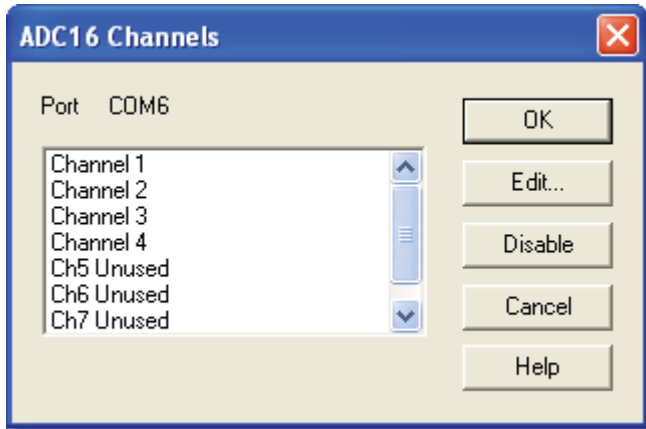 ADC16 Channels
Port COM6
Channel 1
Channel 2
Channel 3
Channel 4
Ch5 Unused
Ch6 Unused
Ch7 Unused
OK
Edit...
Disable
Cancel
Help